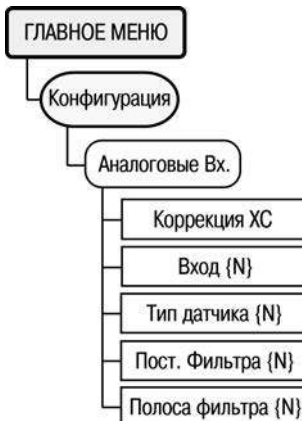 ГЛАВНОЕ МЕНЮ
Конфигурация
Аналоговые Вх.
Коррекция ХС
Вход {N}
Тип датчика {N}
Пост. Фильтра {N}
Полоса фильтра {N}